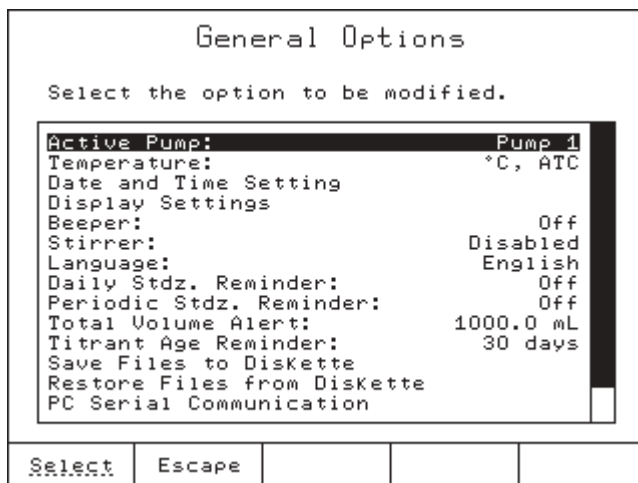 General Options
Select the option to be modified.
Active Pump: Pump 1
Temperature: °C, ATC
Date and Time Setting
Display Settings
Beeper: Off
Stirrer: Disabled
Language: English
Daily Stdz. Reminder: Off
Periodic Stdz. Reminder: Off
Total Volume Alert: 1000.0 mL
Titrant Age Reminder: 30 days
Save Files to Diskette
Restore Files from Diskette
PC Serial Communication
Select Escape